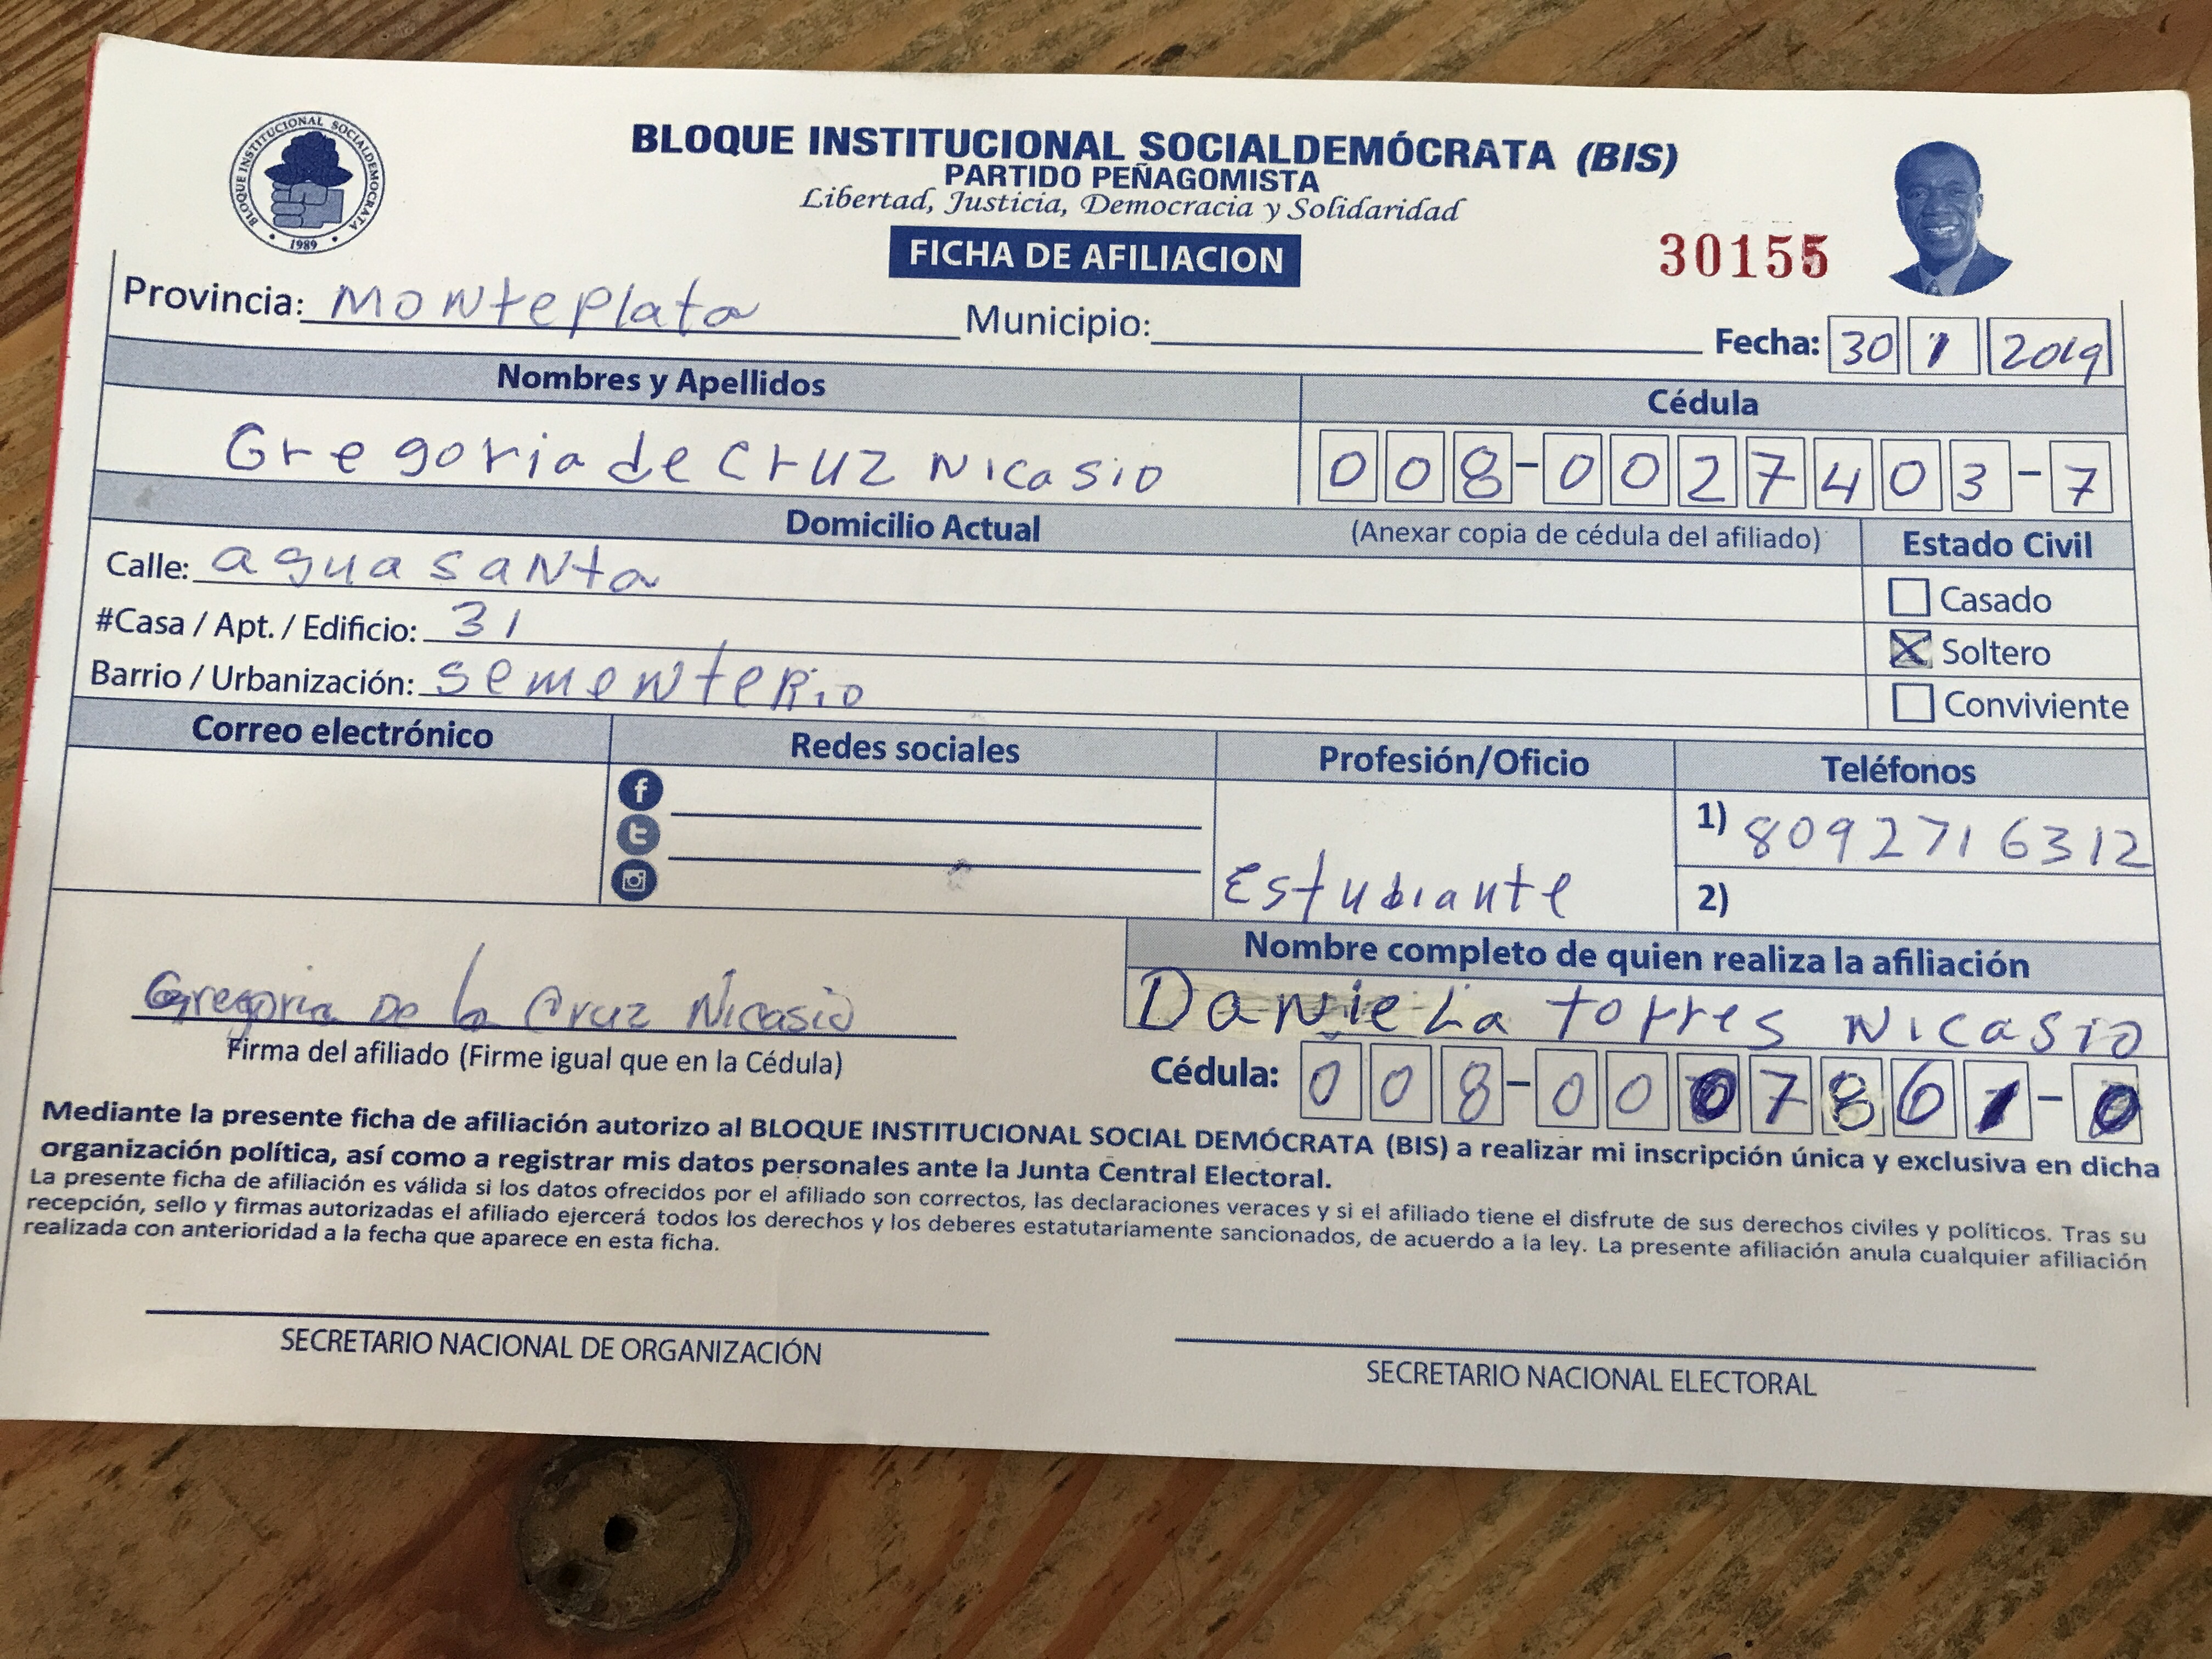 BLOQUE INSTITUCIONAL SOCIALDEMÓCRATA
1989
BLOQUE INSTITUCIONAL SOCIALDEMÓCRATA (BIS)
PARTIDO PEÑAGOMISTA
Libertad, Justicia, Democracia y Solidaridad
FICHA DE AFILIACION
30155
Provincia: Monteplata Municipio: Fecha: 30 1 2019
Nombres y Apellidos Cédula
Gregoria de Cruz Nicasio 008-0027403-7
Domicilio Actual (Anexar copia de cédula del afiliado) Estado Civil
Calle: agua santa
Casado
#Casa / Apt. / Edificio: 31
X Soltero
Barrio / Urbanización: sementerio
Conviviente
Correo electrónico Redes sociales Profesión/Oficio Teléfonos
1) 8092716312
Estudiante
2)
Nombre completo de quien realiza la afiliación
Daniela Torres Nicasio
Gregoria De la Cruz Nicasio
Firma del afiliado (Firme igual que en la Cédula)
Cédula: 008-0007861-0
Mediante la presente ficha de afiliación autorizo al BLOQUE INSTITUCIONAL SOCIAL DEMÓCRATA (BIS) a realizar mi inscripción única y exclusiva en dicha
organización política, así como a registrar mis datos personales ante la Junta Central Electoral.
La presente ficha de afiliación es válida si los datos ofrecidos por el afiliado son correctos, las declaraciones veraces y si el afiliado tiene el disfrute de sus derechos civiles y políticos. Tras su
recepción, sello y firmas autorizadas el afiliado ejercerá todos los derechos y los deberes estatutariamente sancionados, de acuerdo a la ley. La presente afiliación anula cualquier afiliación
realizada con anterioridad a la fecha que aparece en esta ficha.
SECRETARIO NACIONAL DE ORGANIZACIÓN
SECRETARIO NACIONAL ELECTORAL